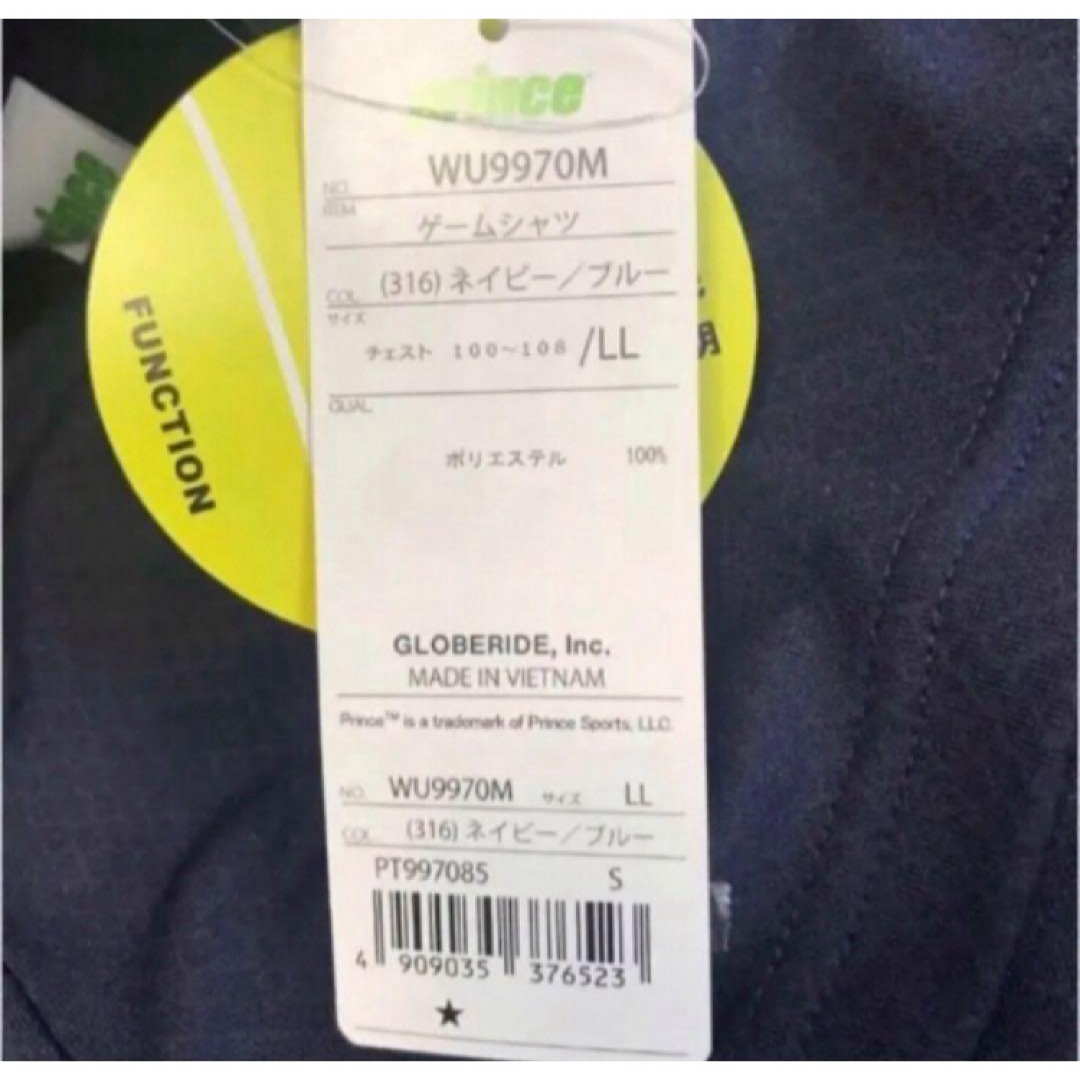 prince
NO. WU9970M
ITEM
ゲームシャツ
COL. (316) ネイビー／ブルー
サイズ
チェスト 100~108 /LL
QUAL.
ポリエステル 100%
GLOBERIDE, Inc.
MADE IN VIETNAM
Prince™ is a trademark of Prince Sports, LLC.
NO. WU9970M サイズ LL
COL. (316) ネイビー／ブルー
PT997085 S
4 909035 376523
★
FUNCTION
明